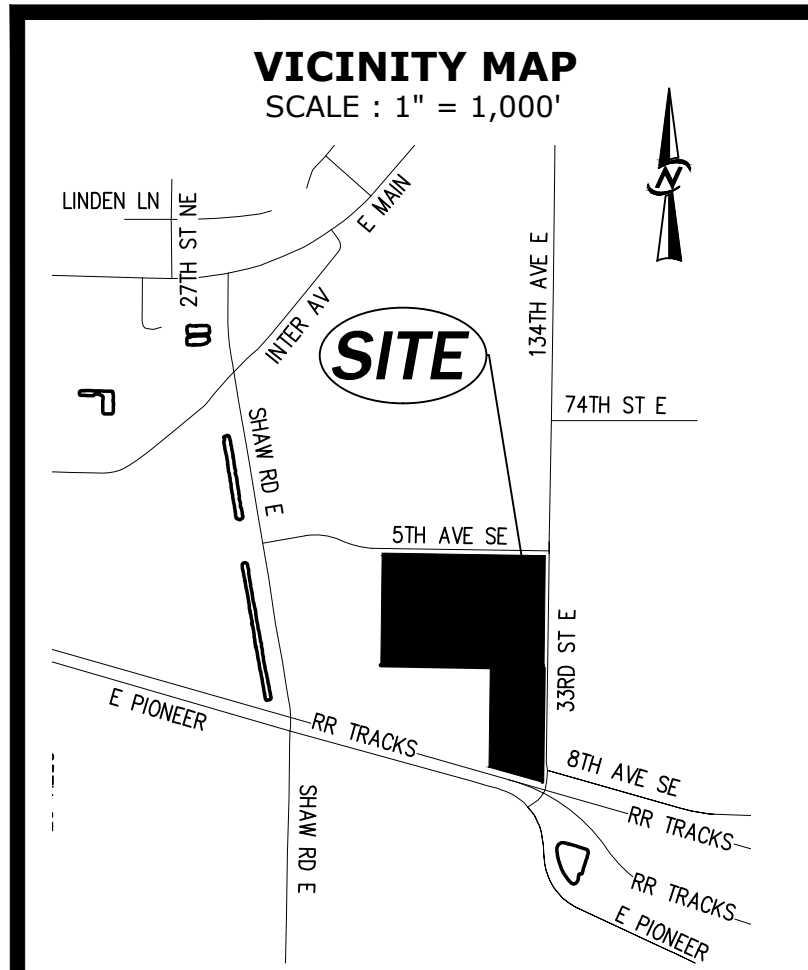 VICINITY MAP
SCALE : 1" = 1,000'
N
LINDEN LN
27TH ST NE
E MAIN
INTER AV
SITE
134TH AVE E
74TH ST E
SHAW RD E
5TH AVE SE
33RD ST E
E PIONEER
RR TRACKS
8TH AVE SE
SHAW RD E
RR TRACKS
RR TRACKS
E PIONEER